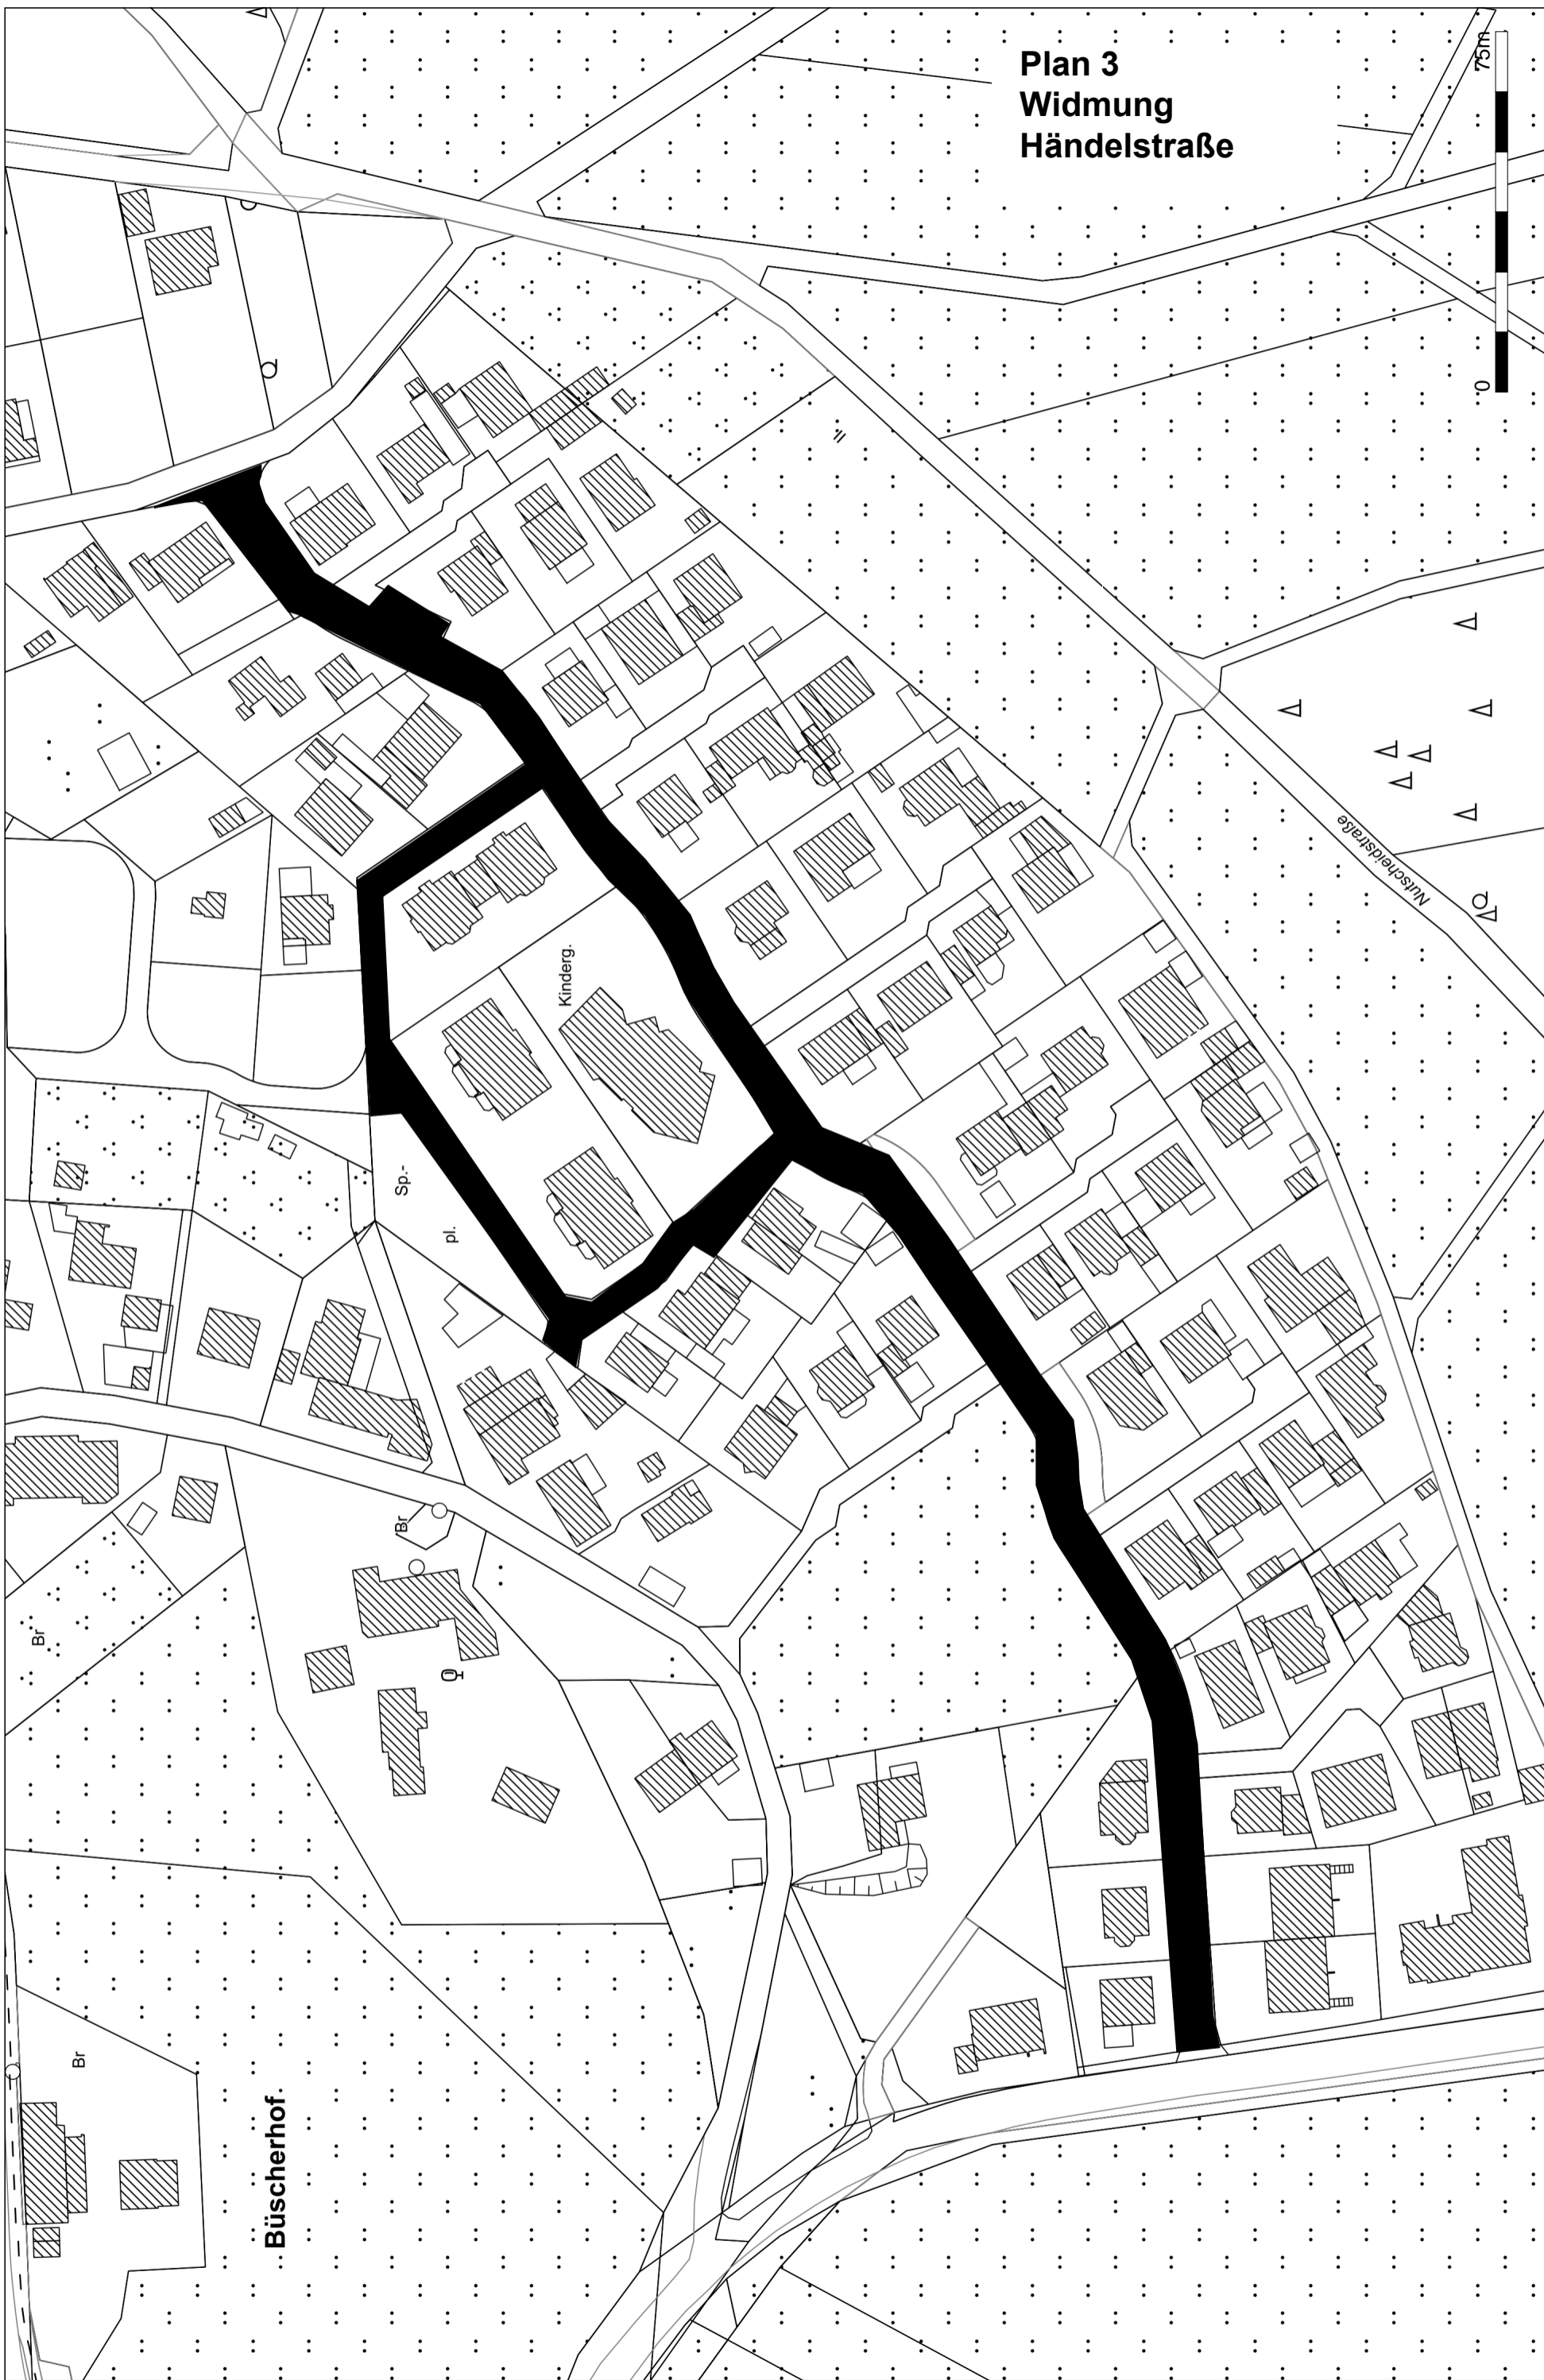 Plan 3
Widmung
Händelstraße
75m
0
Nutscheidstraße
Kinderg.
Sp.-
pl.
Br
Br
Br
Büscherhof